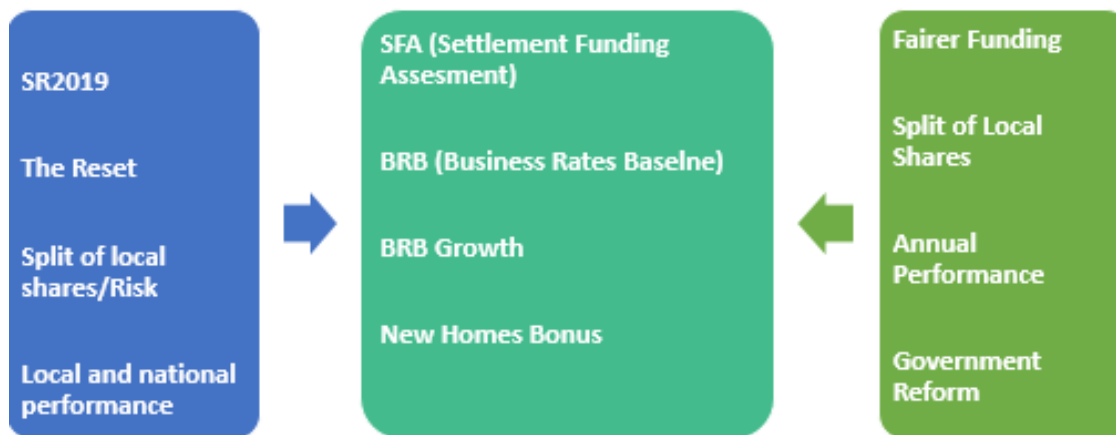 SR2019
The Reset
Split of local
shares/Risk
Local and national
performance
SFA (Settlement Funding
Assesment)
BRB (Business Rates Baselne)
BRB Growth
New Homes Bonus
Fairer Funding
Split of Local
Shares
Annual
Performance
Government
Reform